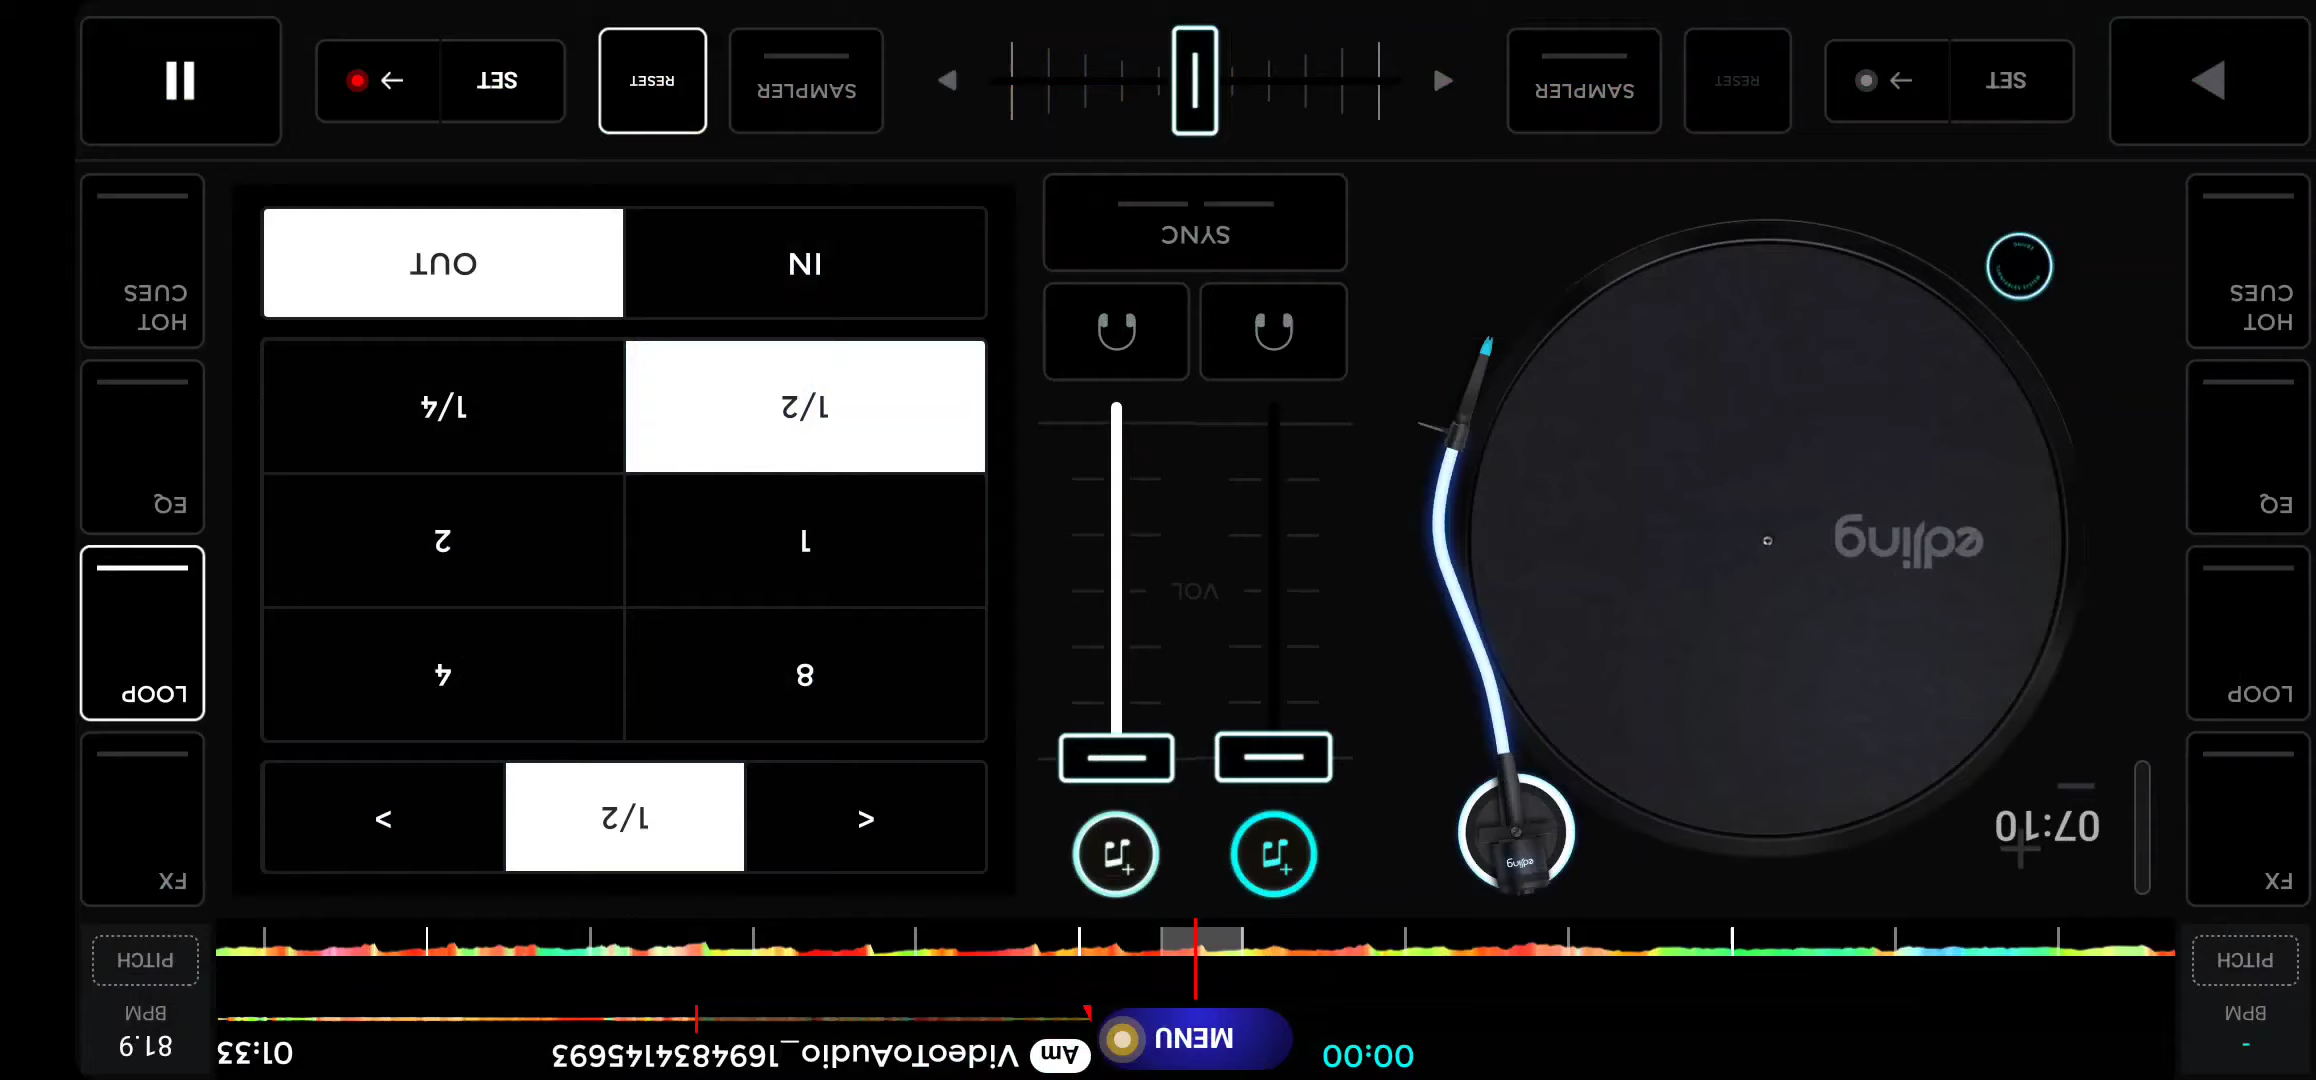 -
BPM
PITCH
00:00
MENU
Am VideoToAudio_1694834145693
01:33
81.9
BPM
PITCH
FX
LOOP
EQ
HOT
CUES
07:10
edjing
edjing
VOL
SYNC
< 1/2 >
8 4
1 2
1/2 1/4
IN OUT
FX
LOOP
EQ
HOT
CUES
SET
RESET
SAMPLER
SAMPLER
RESET
SET